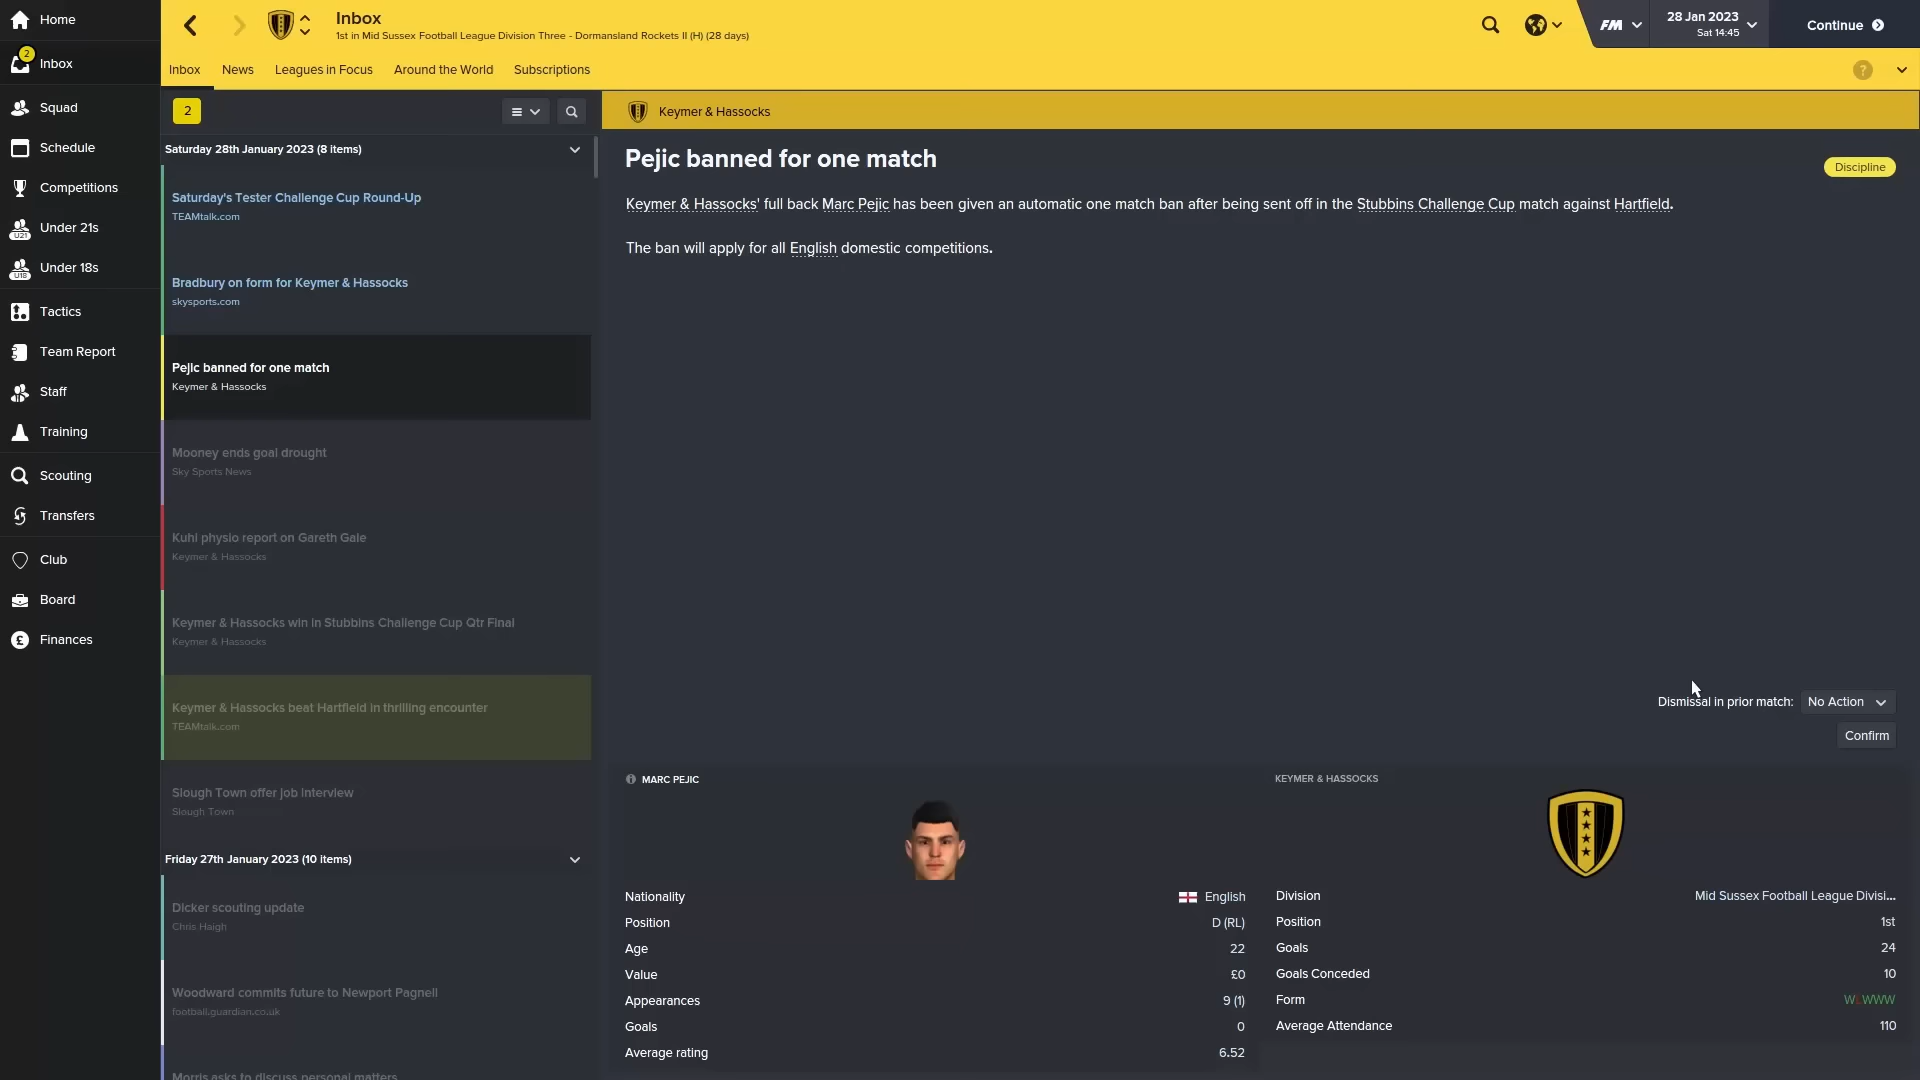 Home
2
Inbox
Squad
Schedule
Competitions
U21
Under 21s
U18
Under 18s
Tactics
Team Report
Staff
Training
Scouting
Transfers
Club
Board
£
Finances
Inbox
1st in Mid Sussex Football League Division Three - Dormansland Rockets II (H) (28 days)
FM
28 Jan 2023
Sat 14:45
Continue
Inbox
News
Leagues in Focus
Around the World
Subscriptions
?
2
Saturday 28th January 2023 (8 items)
Saturday's Tester Challenge Cup Round-Up
TEAMtalk.com
Bradbury on form for Keymer & Hassocks
skysports.com
Pejic banned for one match
Keymer & Hassocks
Mooney ends goal drought
Sky Sports News
Kuhl physio report on Gareth Gale
Keymer & Hassocks
Keymer & Hassocks win in Stubbins Challenge Cup Qtr Final
Keymer & Hassocks
Keymer & Hassocks beat Hartfield in thrilling encounter
TEAMtalk.com
Slough Town offer job interview
Slough Town
Friday 27th January 2023 (10 items)
Dicker scouting update
Chris Haigh
Woodward commits future to Newport Pagnell
football.guardian.co.uk
Morris asks to discuss personal matters
Keymer & Hassocks
Pejic banned for one match
Discipline
Keymer & Hassocks' full back Marc Pejic has been given an automatic one match ban after being sent off in the Stubbins Challenge Cup match against Hartfield.
The ban will apply for all English domestic competitions.
Dismissal in prior match: No Action
Confirm
MARC PEJIC
Nationality English
Position D (RL)
Age 22
Value £0
Appearances 9 (1)
Goals 0
Average rating 6.52
KEYMER & HASSOCKS
Division Mid Sussex Football League Divisi...
Position 1st
Goals 24
Goals Conceded 10
Form WLWWW
Average Attendance 110